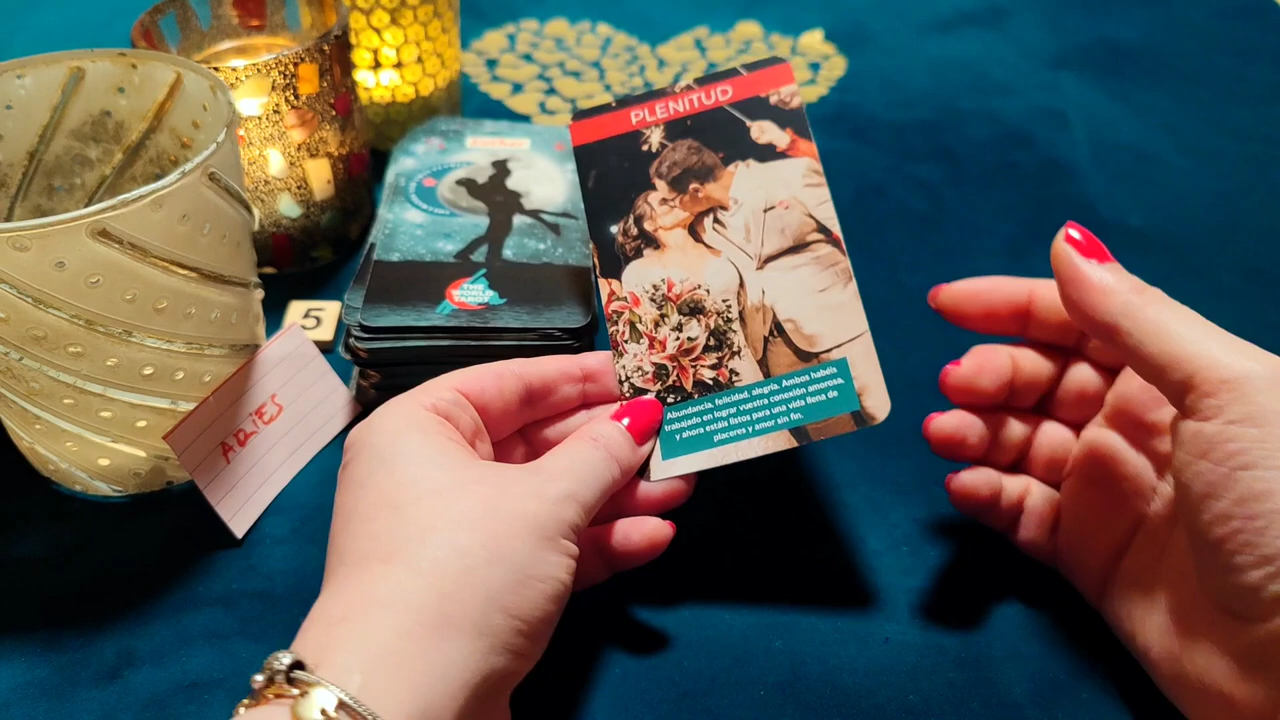 PLENITUD
Abundancia, felicidad, alegría. Ambos habéis
trabajado en lograr vuestra conexión amorosa,
y ahora estáis listos para una vida llena de
placeres y amor sin fin.
THE
WORLD
TAROT
5
ARIES